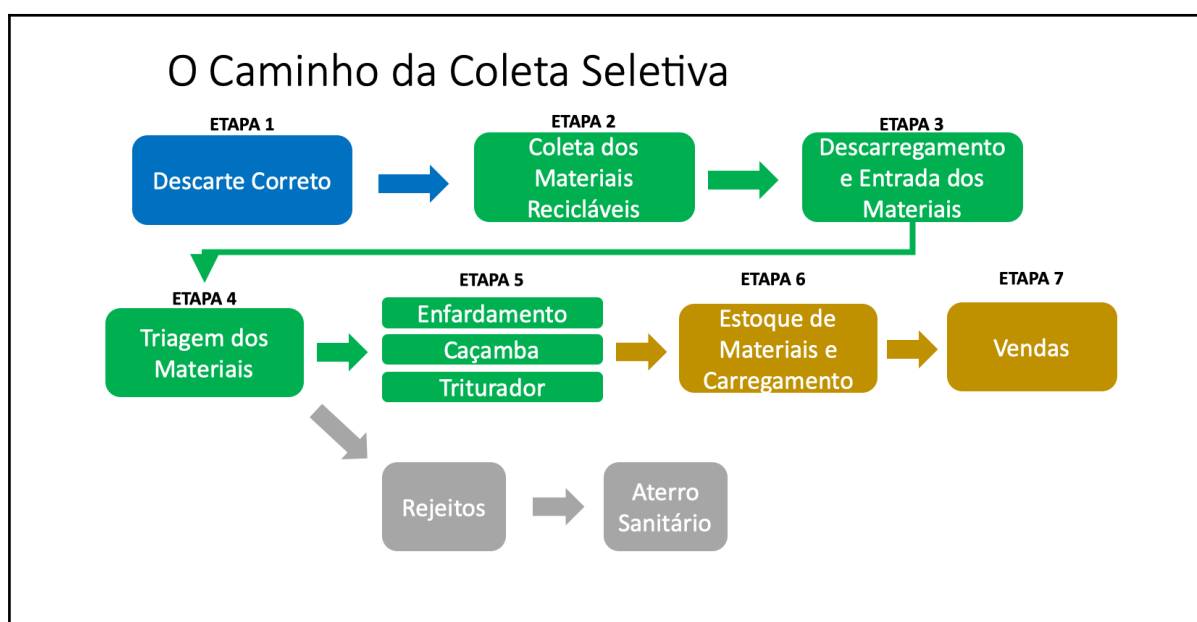 O Caminho da Coleta Seletiva
ETAPA 1
Descarte Correto
ETAPA 2
Coleta dos
Materiais
Recicláveis
ETAPA 3
Descarregamento
e Entrada dos
Materiais
ETAPA 4
Triagem dos
Materiais
ETAPA 5
Enfardamento
Caçamba
Triturador
ETAPA 6
Estoque de
Materiais e
Carregamento
ETAPA 7
Vendas
Rejeitos
Aterro
Sanitário